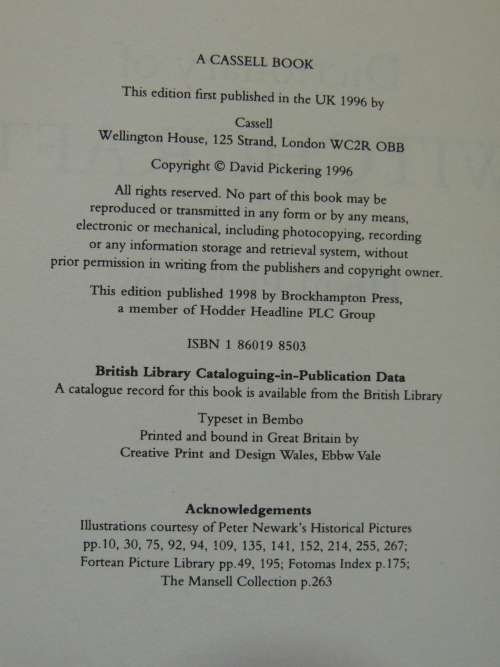 A CASSELL BOOK
This edition first published in the UK 1996 by
Cassell
Wellington House, 125 Strand, London WC2R OBB
Copyright © David Pickering 1996
All rights reserved. No part of this book may be
reproduced or transmitted in any form or by any means,
electronic or mechanical, including photocopying, recording
or any information storage and retrieval system, without
prior permission in writing from the publishers and copyright owner.
This edition published 1998 by Brockhampton Press,
a member of Hodder Headline PLC Group
ISBN 1 86019 8503
British Library Cataloguing-in-Publication Data
A catalogue record for this book is available from the British Library
Typeset in Bembo
Printed and bound in Great Britain by
Creative Print and Design Wales, Ebbw Vale
Acknowledgements
Illustrations courtesy of Peter Newark's Historical Pictures
pp.10, 30, 75, 92, 94, 109, 135, 141, 152, 214, 255, 267;
Fortean Picture Library pp.49, 195; Fotomas Index p.175;
The Mansell Collection p.263